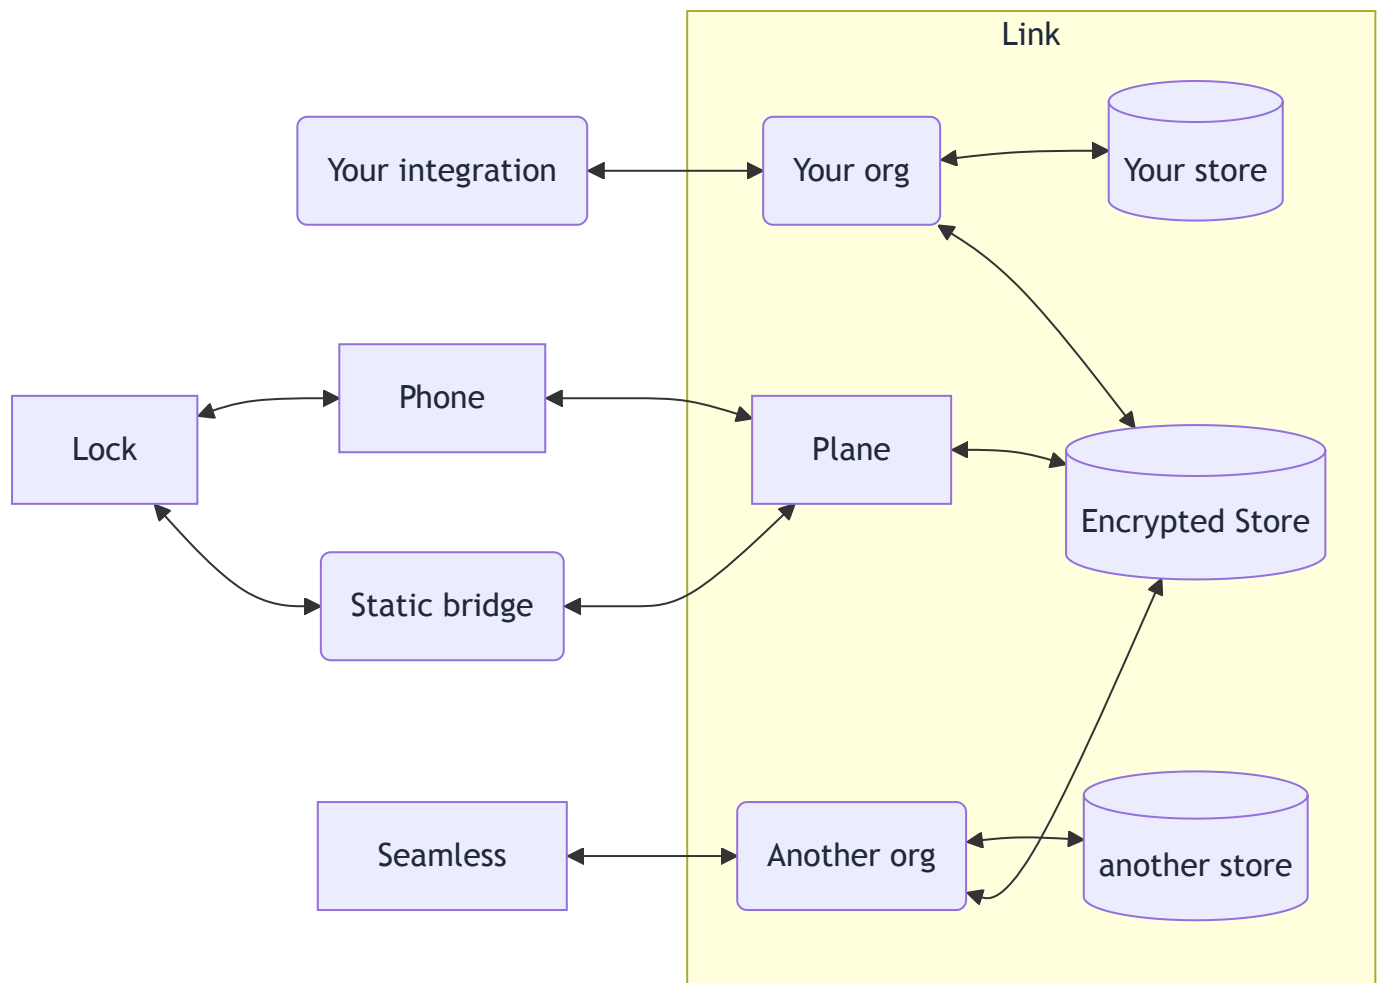 Link
Your integration
Your org
Your store
Lock
Phone
Plane
Encrypted Store
Static bridge
Seamless
Another org
another store